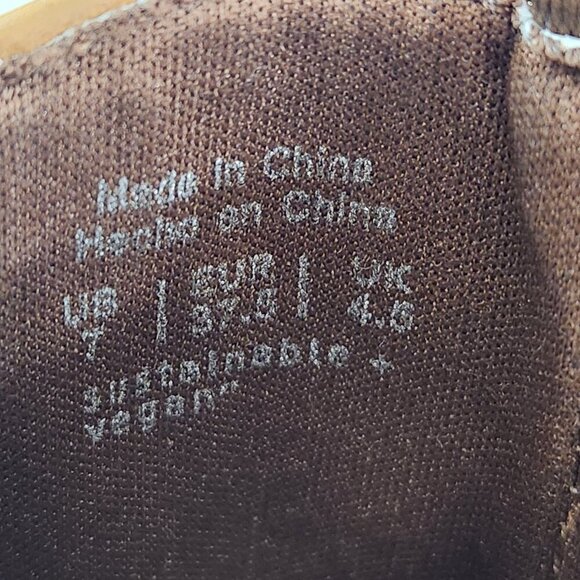 Made in China
Hecho en China
US | EUR | UK
7 | 37.5 | 4.5
sustainable +
vegan"